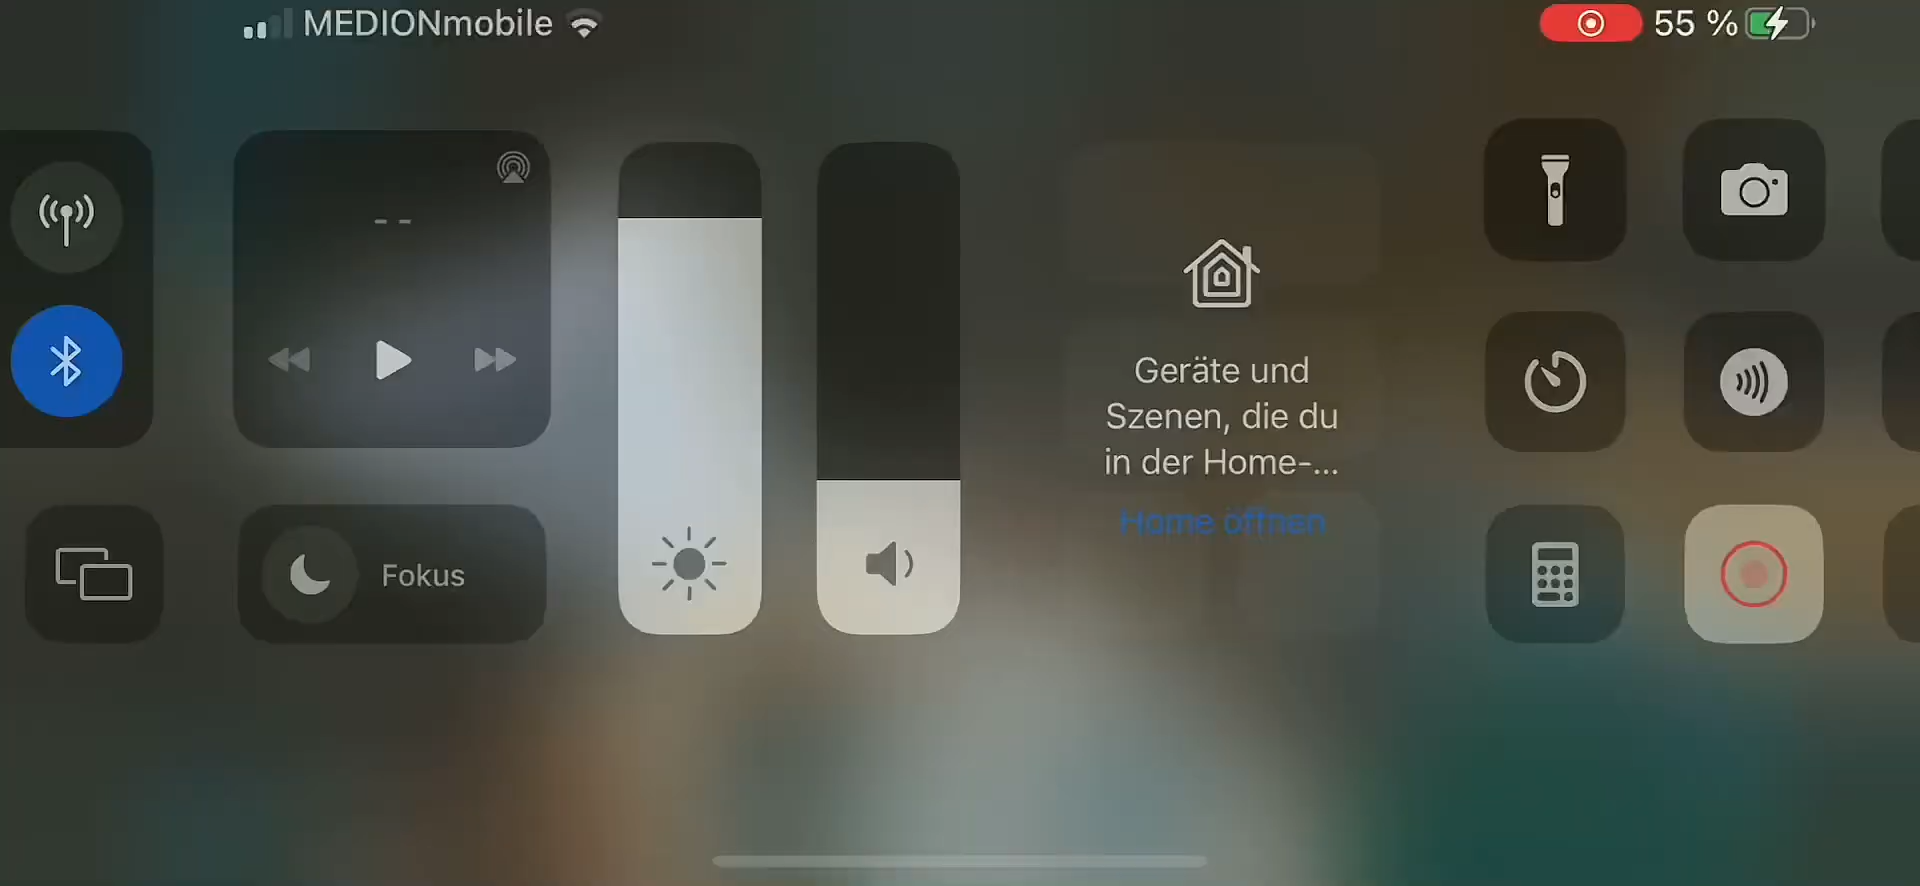 MEDIONmobile
55 %
--
Fokus
Geräte und
Szenen, die du
in der Home-...
Home öffnen